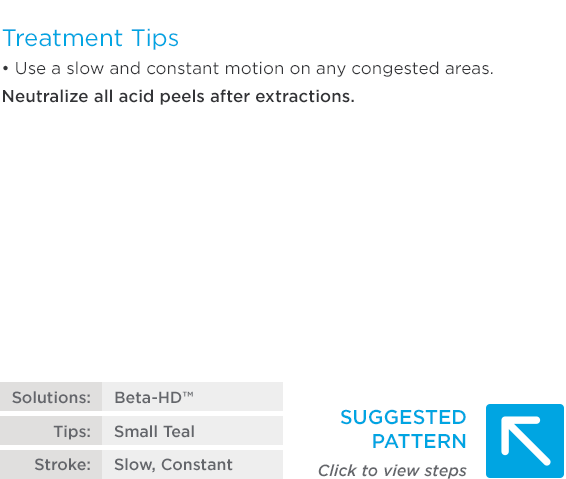 Treatment Tips
• Use a slow and constant motion on any congested areas.
Neutralize all acid peels after extractions.
Solutions: Beta-HD™
Tips: Small Teal
Stroke: Slow, Constant
SUGGESTED
PATTERN
Click to view steps